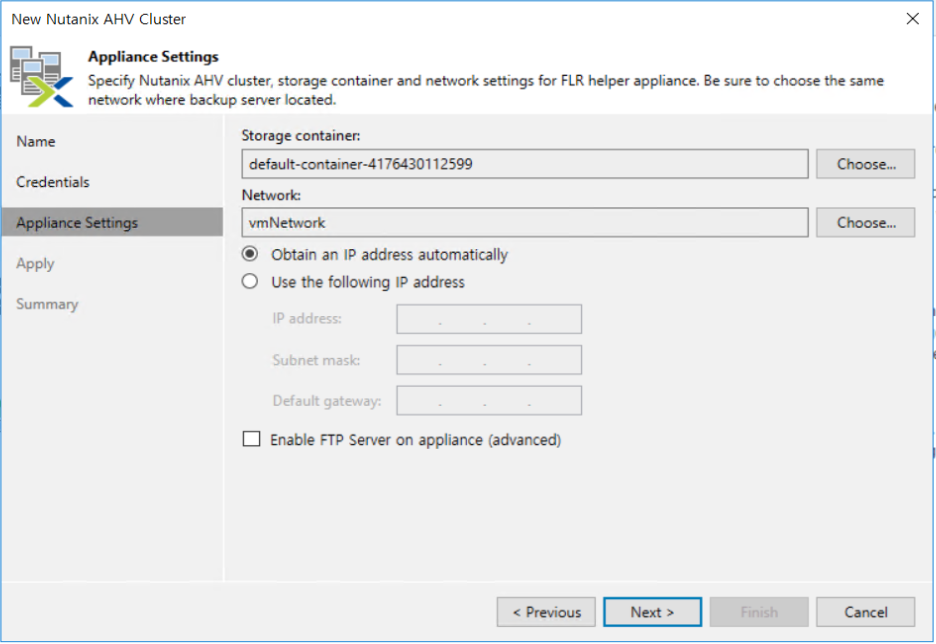 New Nutanix AHV Cluster
Appliance Settings
Specify Nutanix AHV cluster, storage container and network settings for FLR helper appliance. Be sure to choose the same
network where backup server located.
Name
Credentials
Appliance Settings
Apply
Summary
Storage container:
default-container-4176430112599
Choose...
Network:
vmNetwork
Choose...
Obtain an IP address automatically
Use the following IP address
IP address:
. . .
Subnet mask:
. . .
Default gateway:
. . .
Enable FTP Server on appliance (advanced)
< Previous
Next >
Finish
Cancel